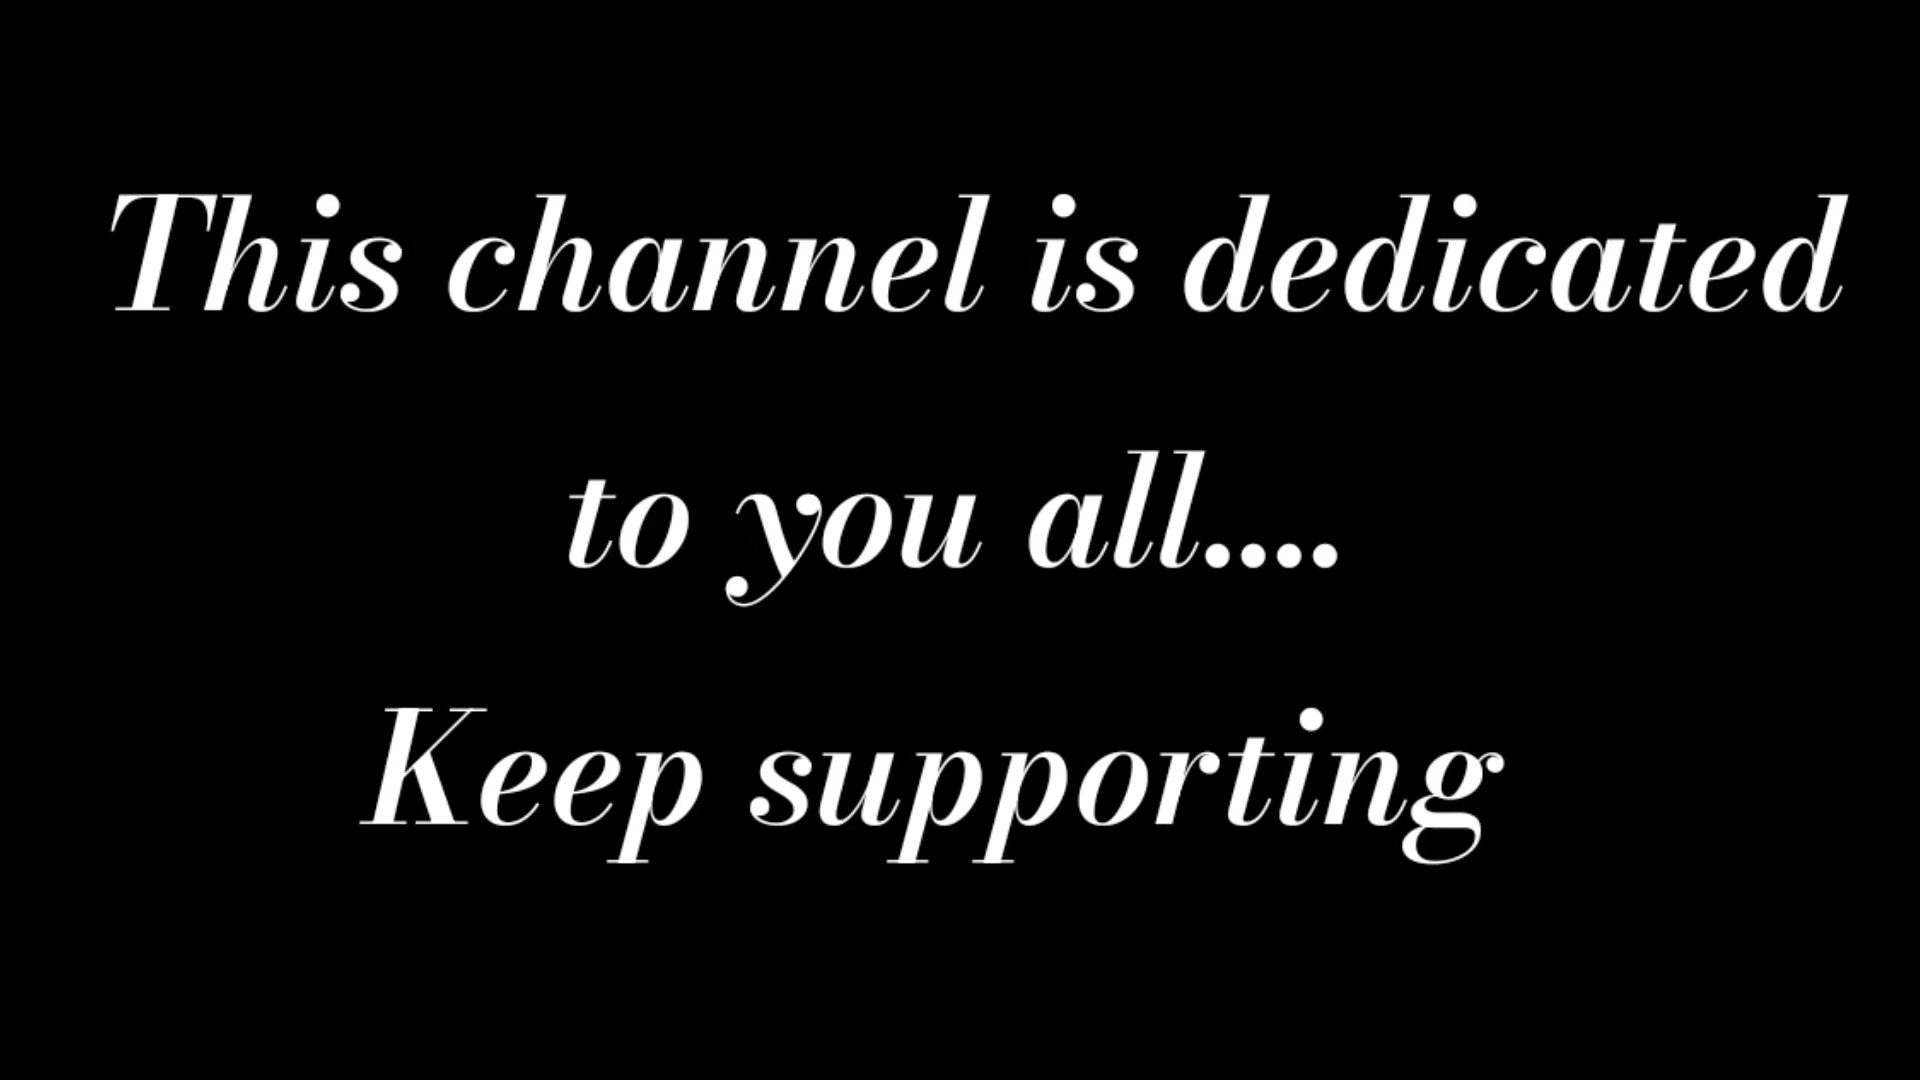 This channel is dedicated
to you all....
Keep supporting